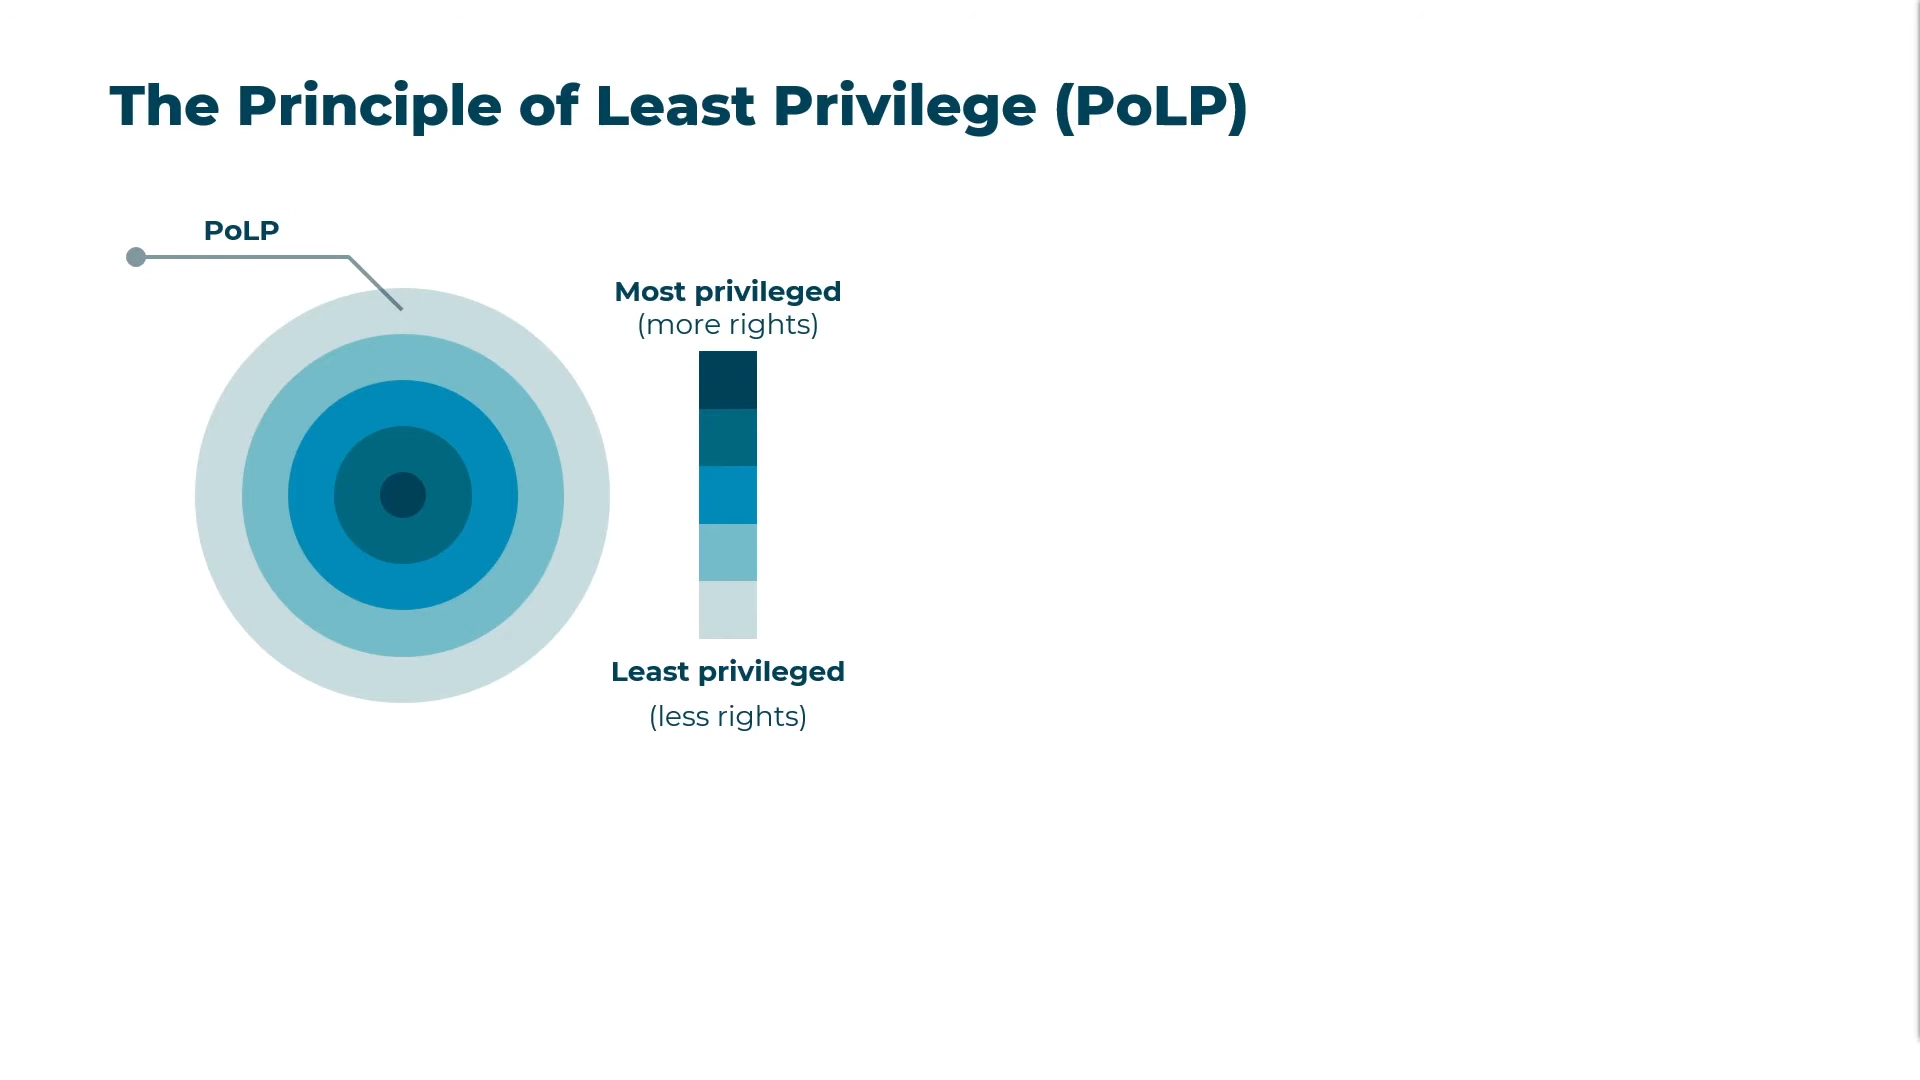 The Principle of Least Privilege (PoLP)
PoLP
Most privileged
(more rights)
Least privileged
(less rights)